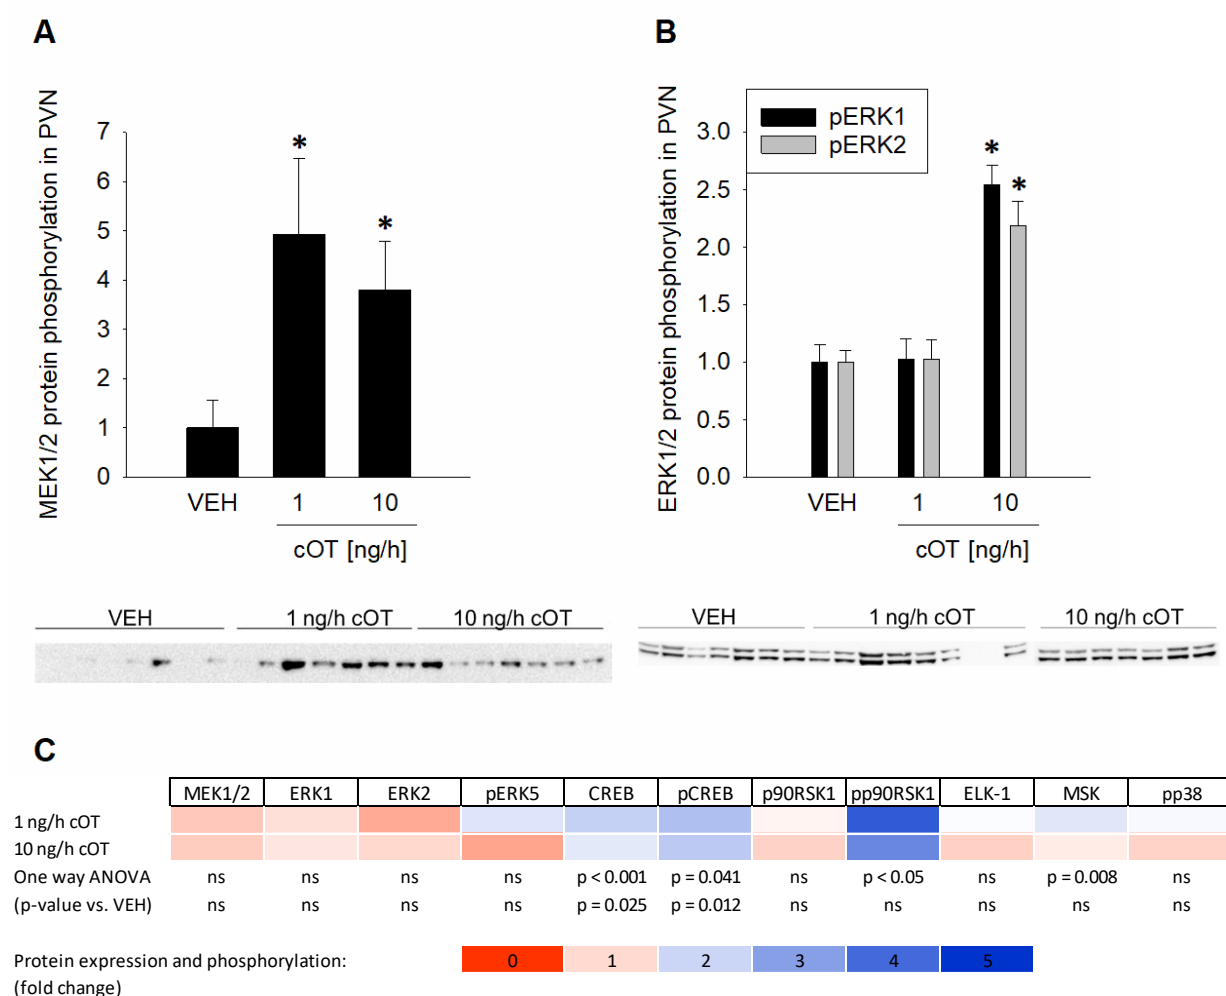 A
MEK1/2 protein phosphorylation in PVN
7
6
5
4
3
2
1
0
*
*
VEH
1
10
cOT [ng/h]
VEH
1 ng/h cOT
10 ng/h cOT
B
ERK1/2 protein phosphorylation in PVN
pERK1
pERK2
3.0
2.5
2.0
1.5
1.0
0.5
0.0
*
*
VEH
1
10
cOT [ng/h]
VEH
1 ng/h cOT
10 ng/h cOT
C
MEK1/2 ERK1 ERK2 pERK5 CREB pCREB p90RSK1 pp90RSK1 ELK-1 MSK pp38
1 ng/h cOT
10 ng/h cOT
One way ANOVA ns ns ns ns p < 0.001 p = 0.041 ns p < 0.05 ns p = 0.008 ns
(p-value vs. VEH) ns ns ns ns p = 0.025 p = 0.012 ns ns ns ns ns
Protein expression and phosphorylation: 0 1 2 3 4 5
(fold change)